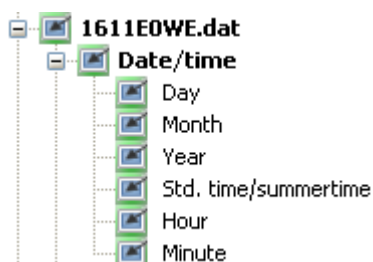 1611E0WE.dat
Date/time
Day
Month
Year
Std. time/summertime
Hour
Minute